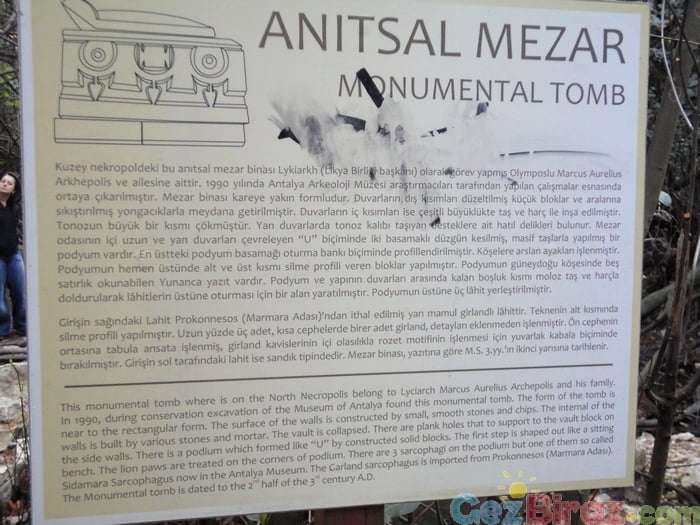 ANITSAL MEZAR
MONUMENTAL TOMB
Kuzey nekropoldeki bu anıtsal mezar binası Lykiarkh (Likya Birliği başkanı) olarak görev yapmış Olymposlu Marcus Aurelius
Arkhepolis ve ailesine aittir. 1990 yılında Antalya Arkeoloji Müzesi araştırmacıları tarafından yapılan çalışmalar esnasında
ortaya çıkarılmıştır. Mezar binası kareye yakın formludur. Duvarların dış kısımları düzeltilmiş küçük bloklar ve aralarına
sıkıştırılmış yongacıklarla meydana getirilmiştir. Duvarların iç kısımları ise çeşitli büyüklükte taş ve harç ile inşa edilmiştir.
Tonozun büyük bir kısmı çökmüştür. Yan duvarlarda tonoz kalıbı taşıyan desteklere ait hatıl delikleri bulunur. Mezar
odasının içi uzun ve yan duvarları çevreleyen "U" biçiminde iki basamaklı düzgün kesilmiş, masif taşlarla yapılmış bir
podyum vardır. En üstteki podyum basamağı oturma bankı biçiminde profillendirilmiştir. Köşelere arslan ayakları işlenmiştir.
Podyumun hemen üstünde alt ve üst kısmı silme profili veren bloklar yapılmıştır. Podyumun güneydoğu köşesinde beş
satırlık okunabilen Yunanca yazıt vardır. Podyum ve yapının duvarları arasında kalan boşluk kısmı moloz taş ve harçla
doldurularak lâhitlerin üstüne oturması için bir alan yaratılmıştır. Podyumun üstüne üç lâhit yerleştirilmiştir.
Girişin sağındaki Lahit Prokonnesos (Marmara Adası)'ndan ithal edilmiş yarı mamul girlandlı lâhittir. Teknenin alt kısmında
silme profili yapılmıştır. Uzun yüzde üç adet, kısa cephelerde birer adet girland, detayları eklenmeden işlenmiştir. Ön cephenin
ortasına tabula ansata işlenmiş, girland kavislerinin içi olasılıkla rozet motifinin işlenmesi için yuvarlak kabala biçiminde
bırakılmıştır. Girişin sol tarafındaki lahit ise sandık tipindedir. Mezar binası, yazıtına göre M.S. 3.yy.'ın ikinci yarısına tarihlenir.
This monumental tomb where is on the North Necropolis belong to Lyciarch Marcus Aurelius Archepolis and his family.
In 1990, during conservation excavation of the Museum of Antalya found this monumental tomb. The form of the tomb is
near to the rectangular form. The surface of the walls is constructed by small, smooth stones and chips. The internal of the
walls is built by various stones and mortar. The vault is collapsed. There are plank holes that to support to the vault block on
the side walls. There is a podium which formed like "U" by constructed solid blocks. The first step is shaped out like a sitting
bench. The lion paws are treated on the corners of podium. There are 3 sarcophagi on the podium but one of them so called
Sidamara Sarcophagus now in the Antalya Museum. The Garland sarcophagus is imported from Prokonnesos (Marmara Adası).
The Monumental tomb is dated to the 2nd half of the 3rd century A.D.
GezBiraz.com